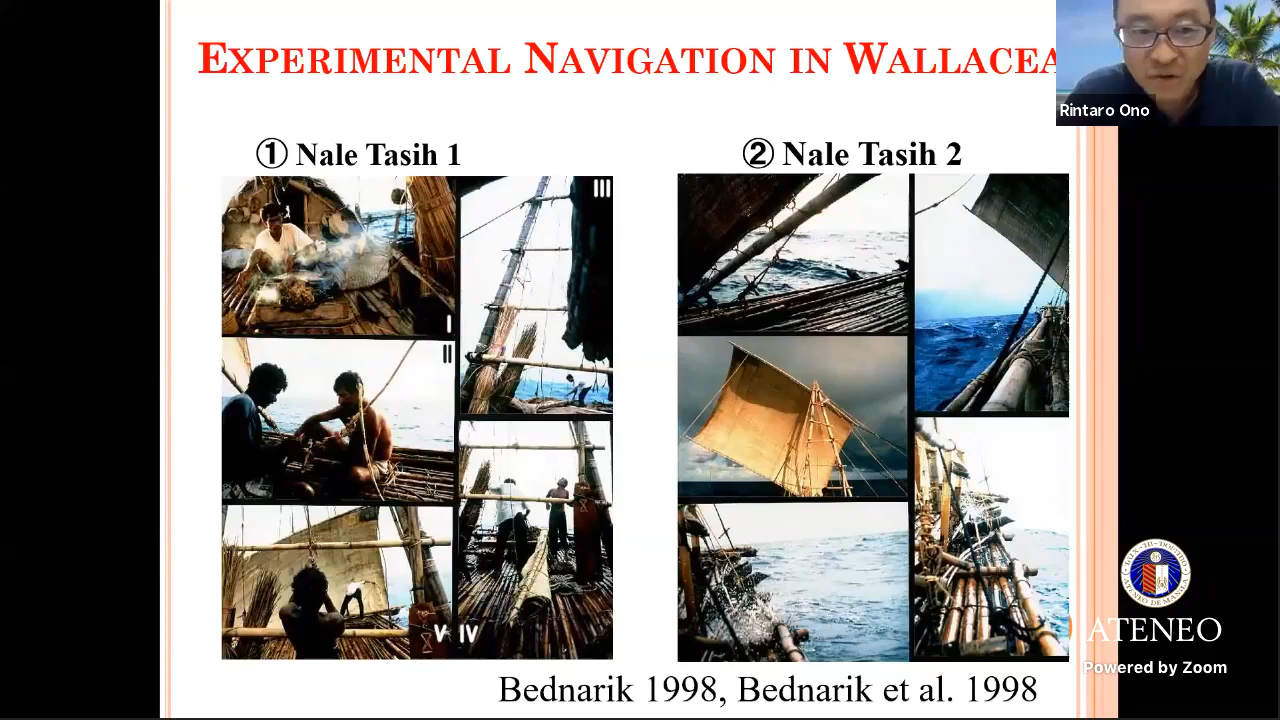 EXPERIMENTAL NAVIGATION IN WALLACEA
Rintaro Ono
① Nale Tasih 1
② Nale Tasih 2
III
I
II
V IV
ATENEO
Powered by Zoom
Bednarik 1998, Bednarik et al. 1998